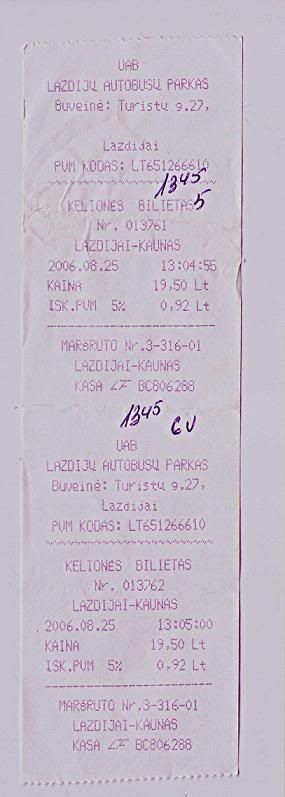 UAB
LAZDIJŲ AUTOBUSŲ PARKAS
Buveinė: Turistų g.27,
Lazdijai
PVM KODAS: LT651266610
1345
KELIONĖS BILIETAS 5
Nr. 013761
LAZDIJAI-KAUNAS
2006.08.25 13:04:55
KAINA 19,50 Lt
ISK.PVM 5% 0,92 Lt
MARŠRUTO Nr.3-316-01
LAZDIJAI-KAUNAS
KASA LF BC806288
1345 6V
UAB
LAZDIJŲ AUTOBUSŲ PARKAS
Buveinė: Turistų g.27,
Lazdijai
PVM KODAS: LT651266610
KELIONĖS BILIETAS
Nr. 013762
LAZDIJAI-KAUNAS
2006.08.25 13:05:00
KAINA 19,50 Lt
ISK.PVM 5% 0,92 Lt
MARŠRUTO Nr.3-316-01
LAZDIJAI-KAUNAS
KASA LF BC806288